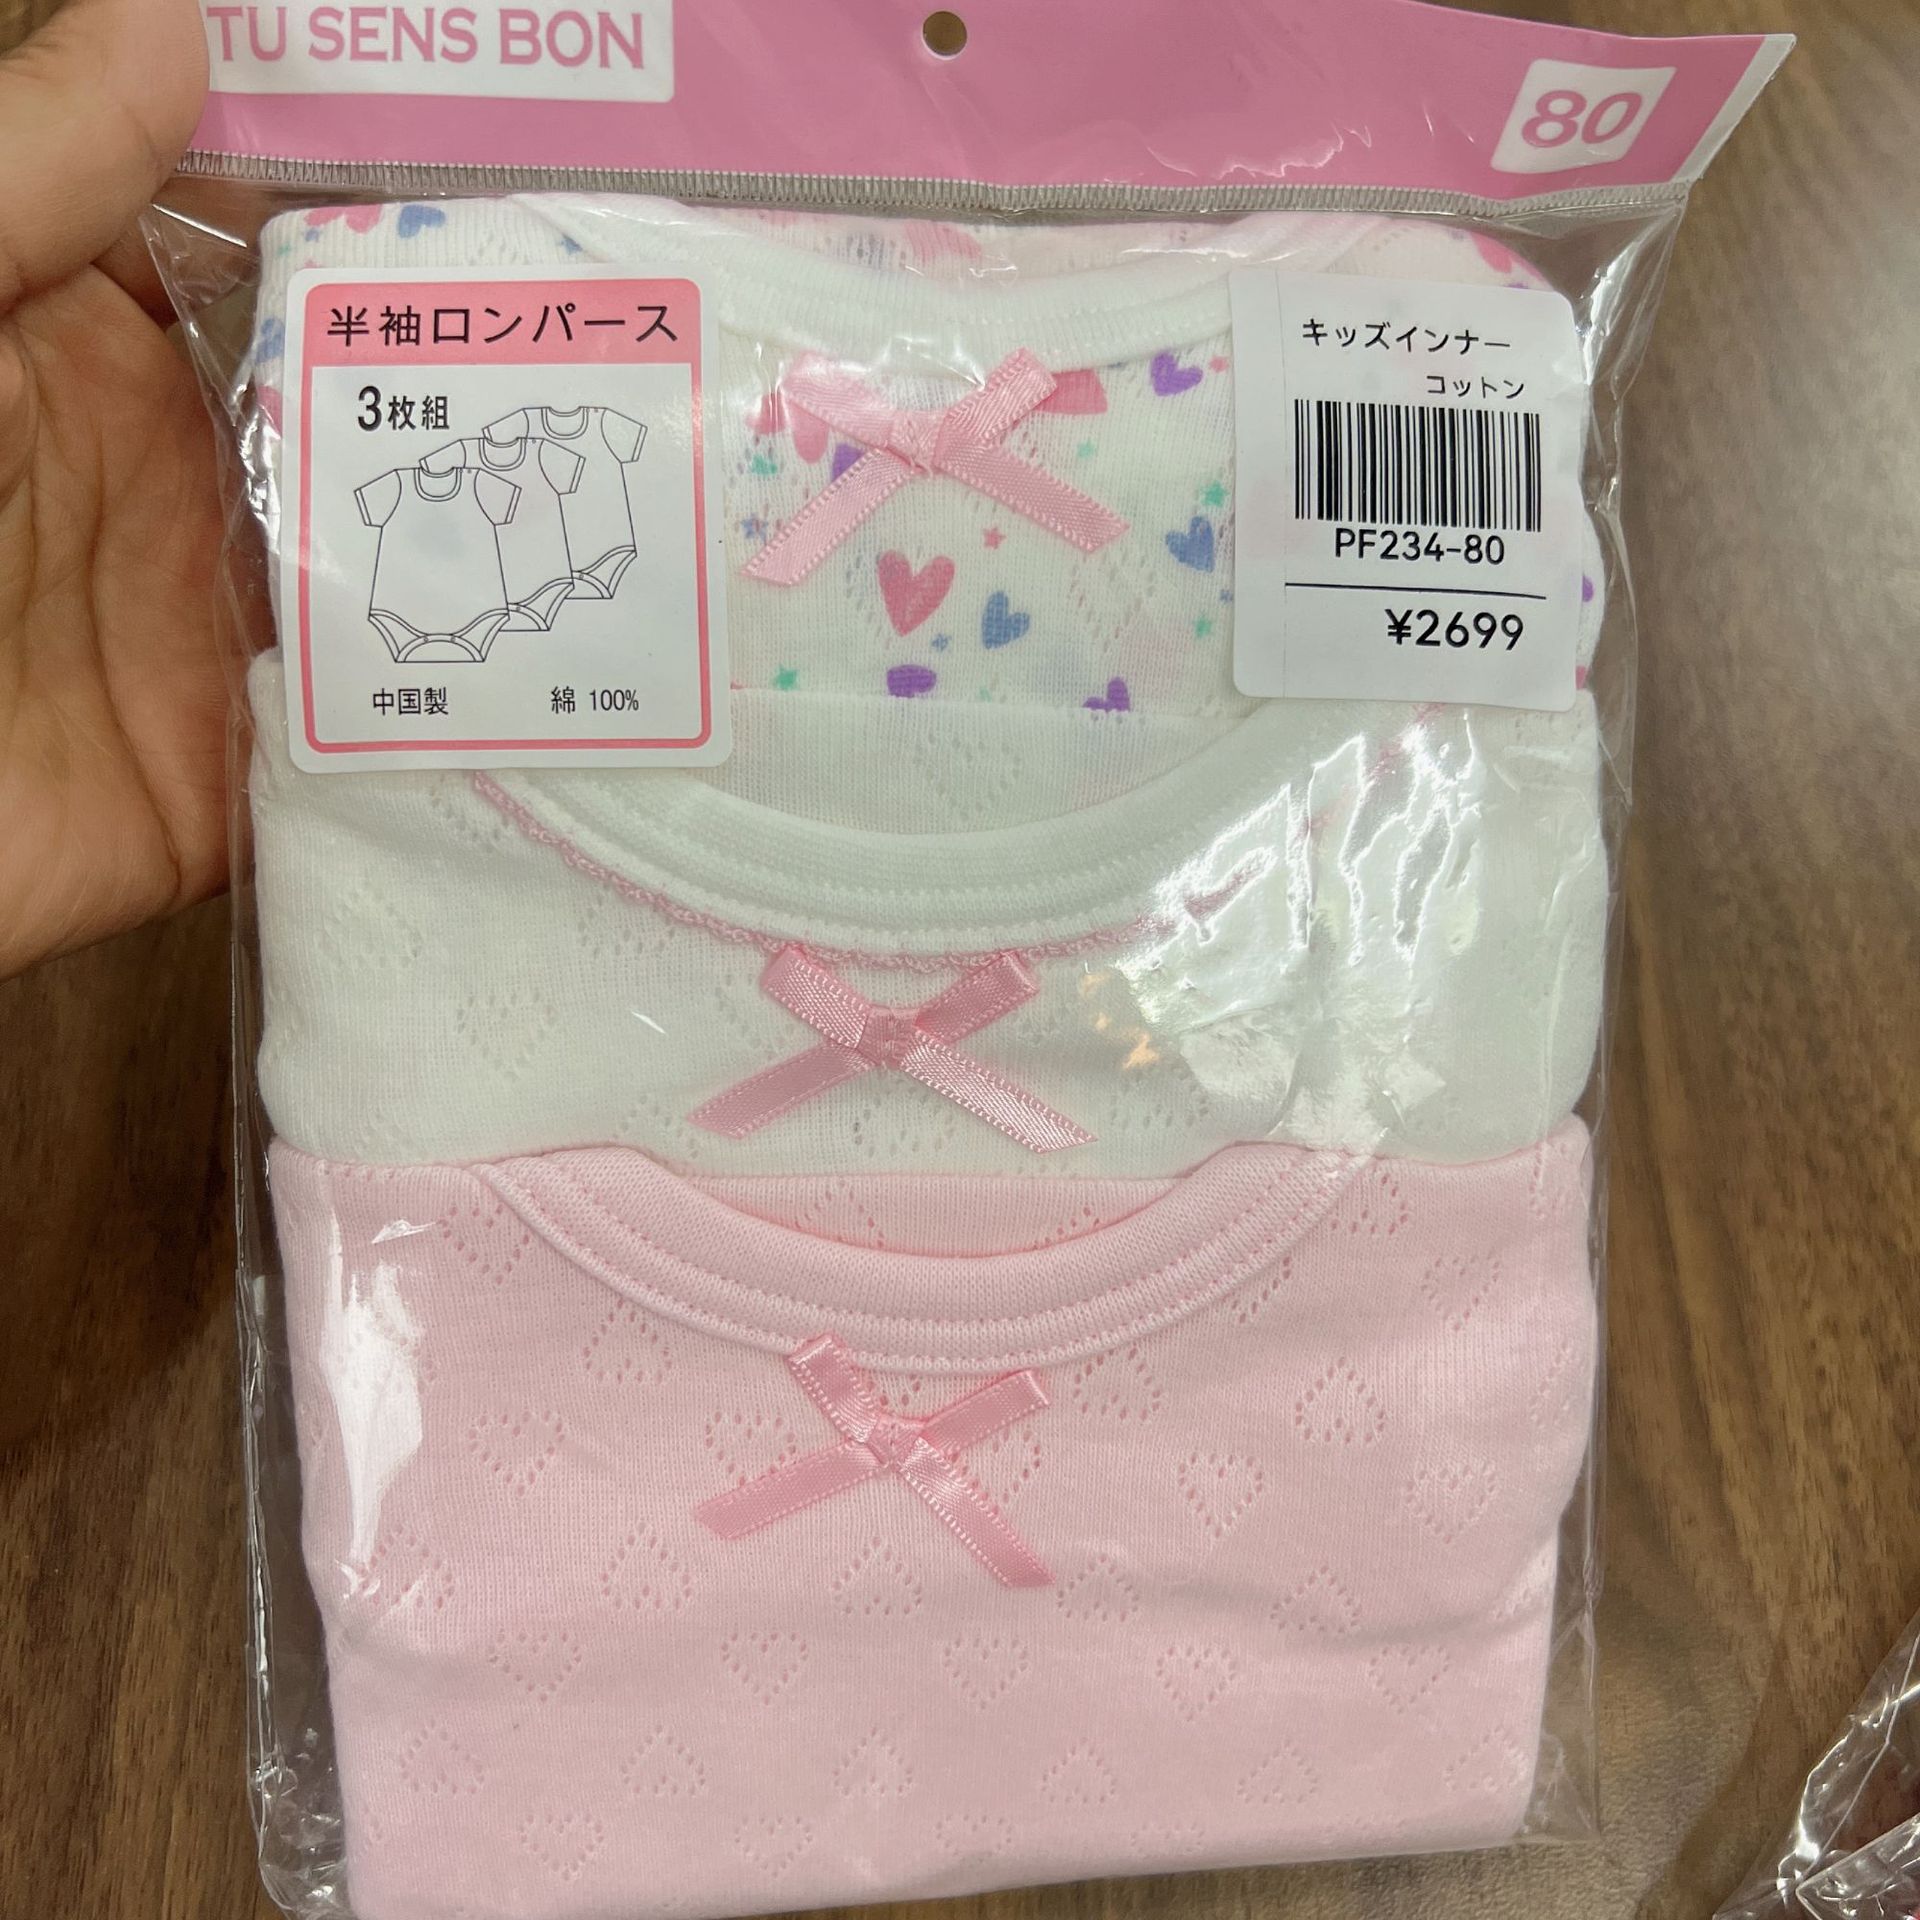 TU SENS BON
80
半袖ロンパース
3枚組
中国製 綿 100%
キッズインナー
コットン
PF234-80
¥2699